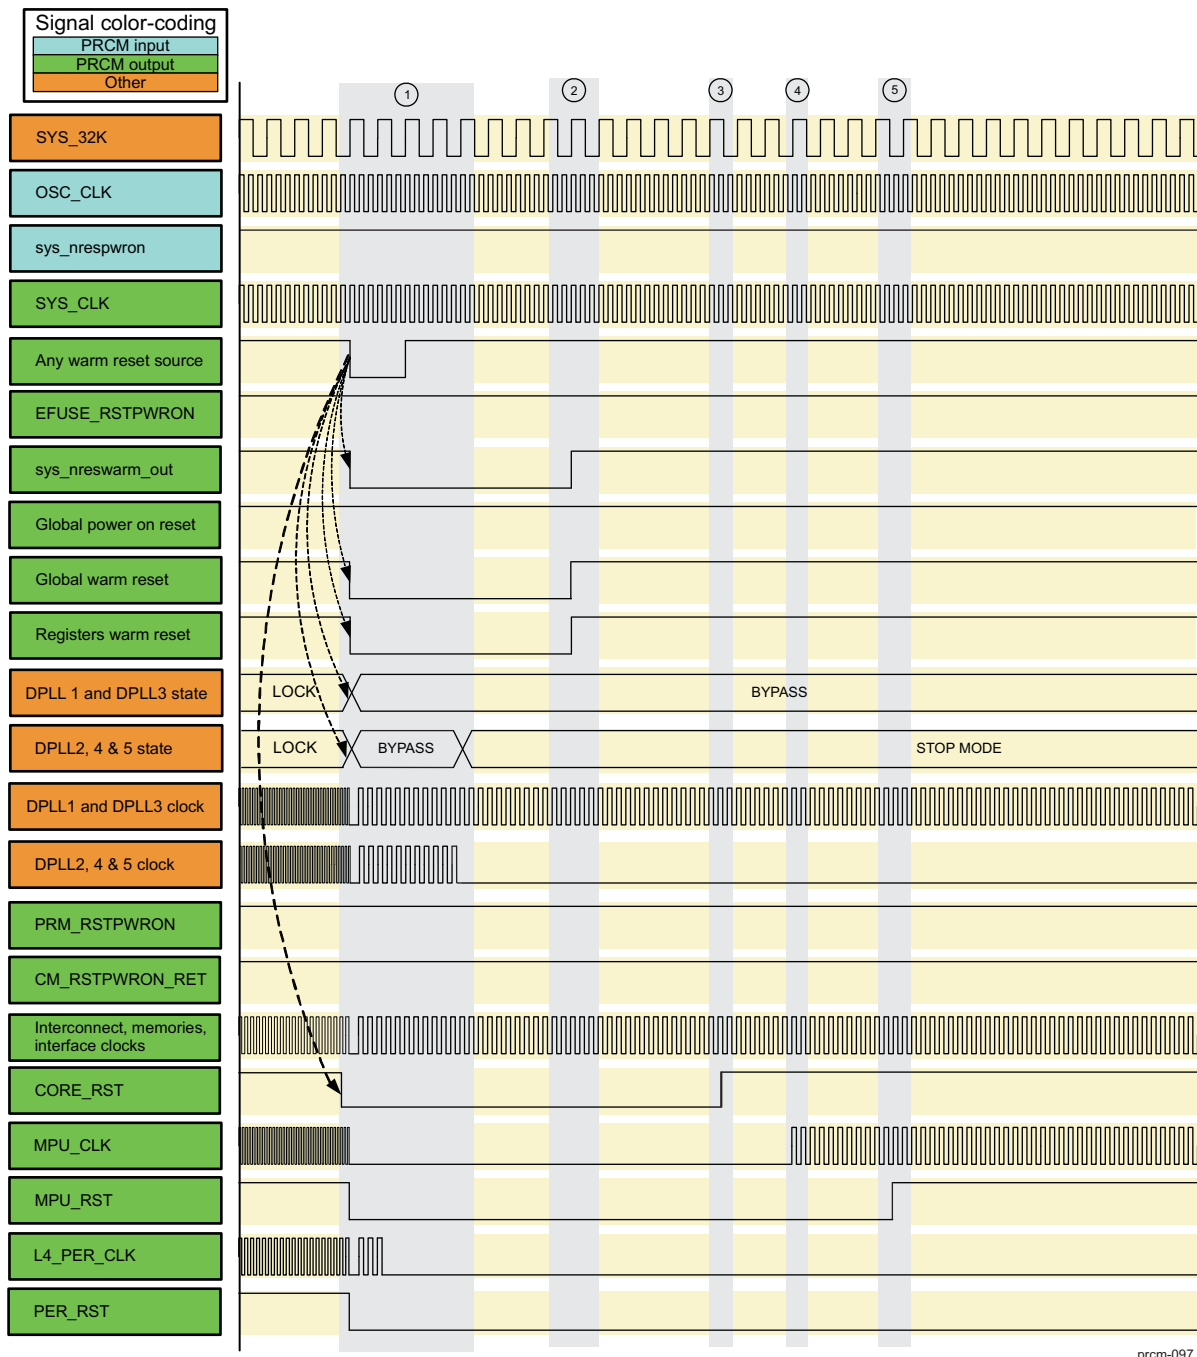 Signal color-coding
PRCM input
PRCM output
Other
1
2
3
4
5
SYS_32K
OSC_CLK
sys_nrespwron
SYS_CLK
Any warm reset source
EFUSE_RSTPWRON
sys_nreswarm_out
Global power on reset
Global warm reset
Registers warm reset
DPLL 1 and DPLL3 state
LOCK
BYPASS
DPLL2, 4 & 5 state
LOCK
BYPASS
STOP MODE
DPLL1 and DPLL3 clock
DPLL2, 4 & 5 clock
PRM_RSTPWRON
CM_RSTPWRON_RET
Interconnect, memories,
interface clocks
CORE_RST
MPU_CLK
MPU_RST
L4_PER_CLK
PER_RST
prcm-097